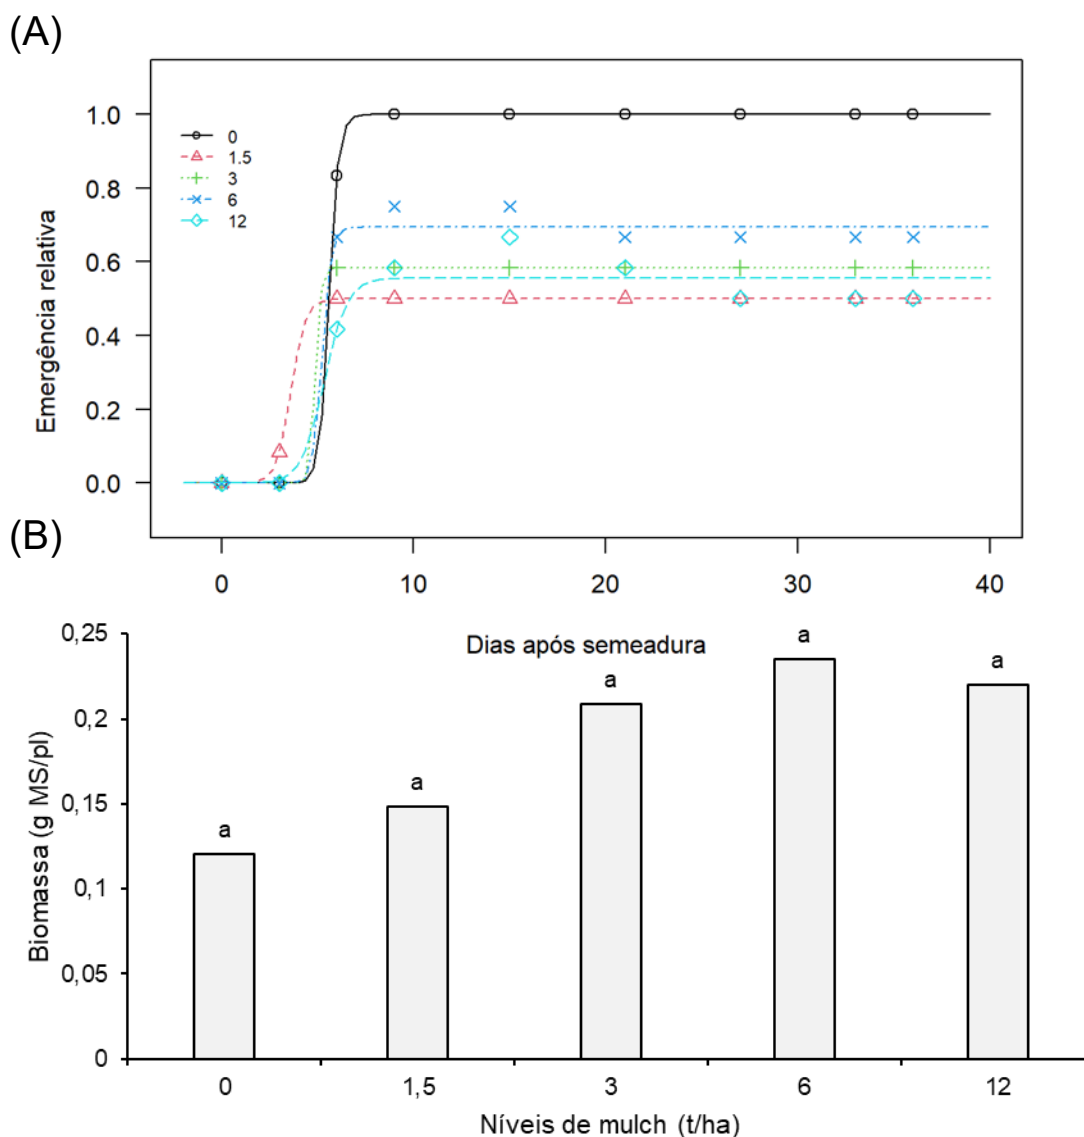 (A)
1.0
0.8
0.6
0.4
0.2
0.0
Emergência relativa
0
1.5
3
6
12
0 10 20 30 40
Dias após semeadura
(B)
0,25
0,2
0,15
0,1
0,05
0
Biomassa (g MS/pl)
a a a a a
0 1,5 3 6 12
Níveis de mulch (t/ha)